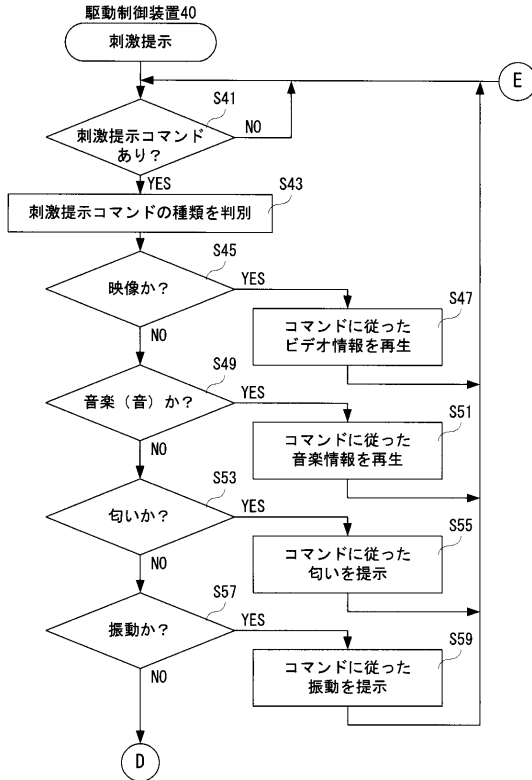 駆動制御装置40
刺激提示
E
S41
刺激提示コマンド
あり？
NO
YES
S43
刺激提示コマンドの種類を判別
S45
映像か？
YES
NO
S47
コマンドに従った
ビデオ情報を再生
S49
音楽（音）か？
YES
NO
S51
コマンドに従った
音楽情報を再生
S53
匂いか？
YES
NO
S55
コマンドに従った
匂いを提示
S57
振動か？
YES
NO
S59
コマンドに従った
振動を提示
D